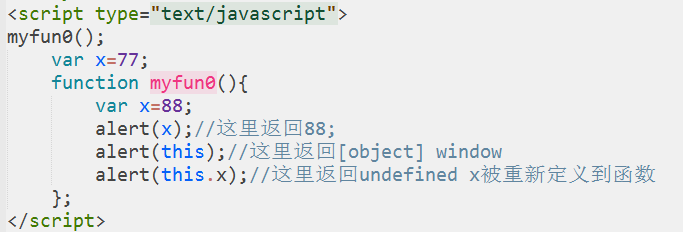 <script type="text/javascript">
myfun0();
    var x=77;
    function myfun0(){
        var x=88;
        alert(x);//这里返回88;
        alert(this);//这里返回[object] window
        alert(this.x);//这里返回undefined x被重新定义到函数
    };
</script>